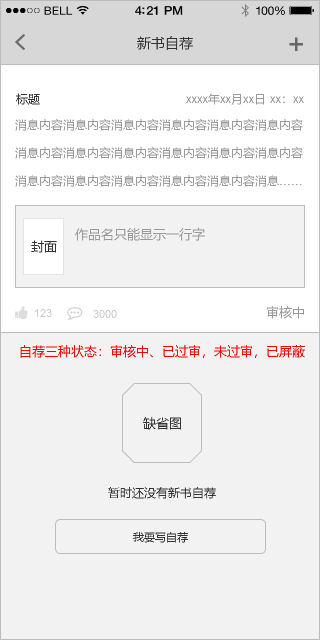 BELL 4:21 PM 100%
新书自荐
标题 xxxx年xx月xx日 xx：xx
消息内容消息内容消息内容消息内容消息内容消息内容
消息内容消息内容消息内容消息内容消息内容消息内容
消息内容消息内容消息内容消息内容消息内容消息......
封面 作品名只能显示一行字
123 3000 审核中
自荐三种状态：审核中、已过审，未过审，已屏蔽
缺省图
暂时还没有新书自荐
我要写自荐